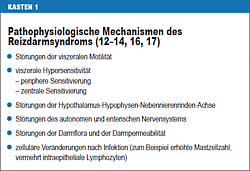 KASTEN 1
Pathophysiologische Mechanismen des
Reizdarmsyndroms (12–14, 16, 17)
● Störungen der viszeralen Motilität
● viszerale Hypersensitivität
– periphere Sensitivierung
– zentrale Sensitivierung
● Störungen der Hypothalamus-Hypophysen-Nebennierenrinden-Achse
● Störungen des autonomen und enterischen Nervensystems
● Störungen der Darmflora und der Darmpermeabilität
● zelluläre Veränderungen nach Infektion (zum Beispiel erhöhte Mastzellzahl,
vermehrt intraepitheliale Lymphozyten)